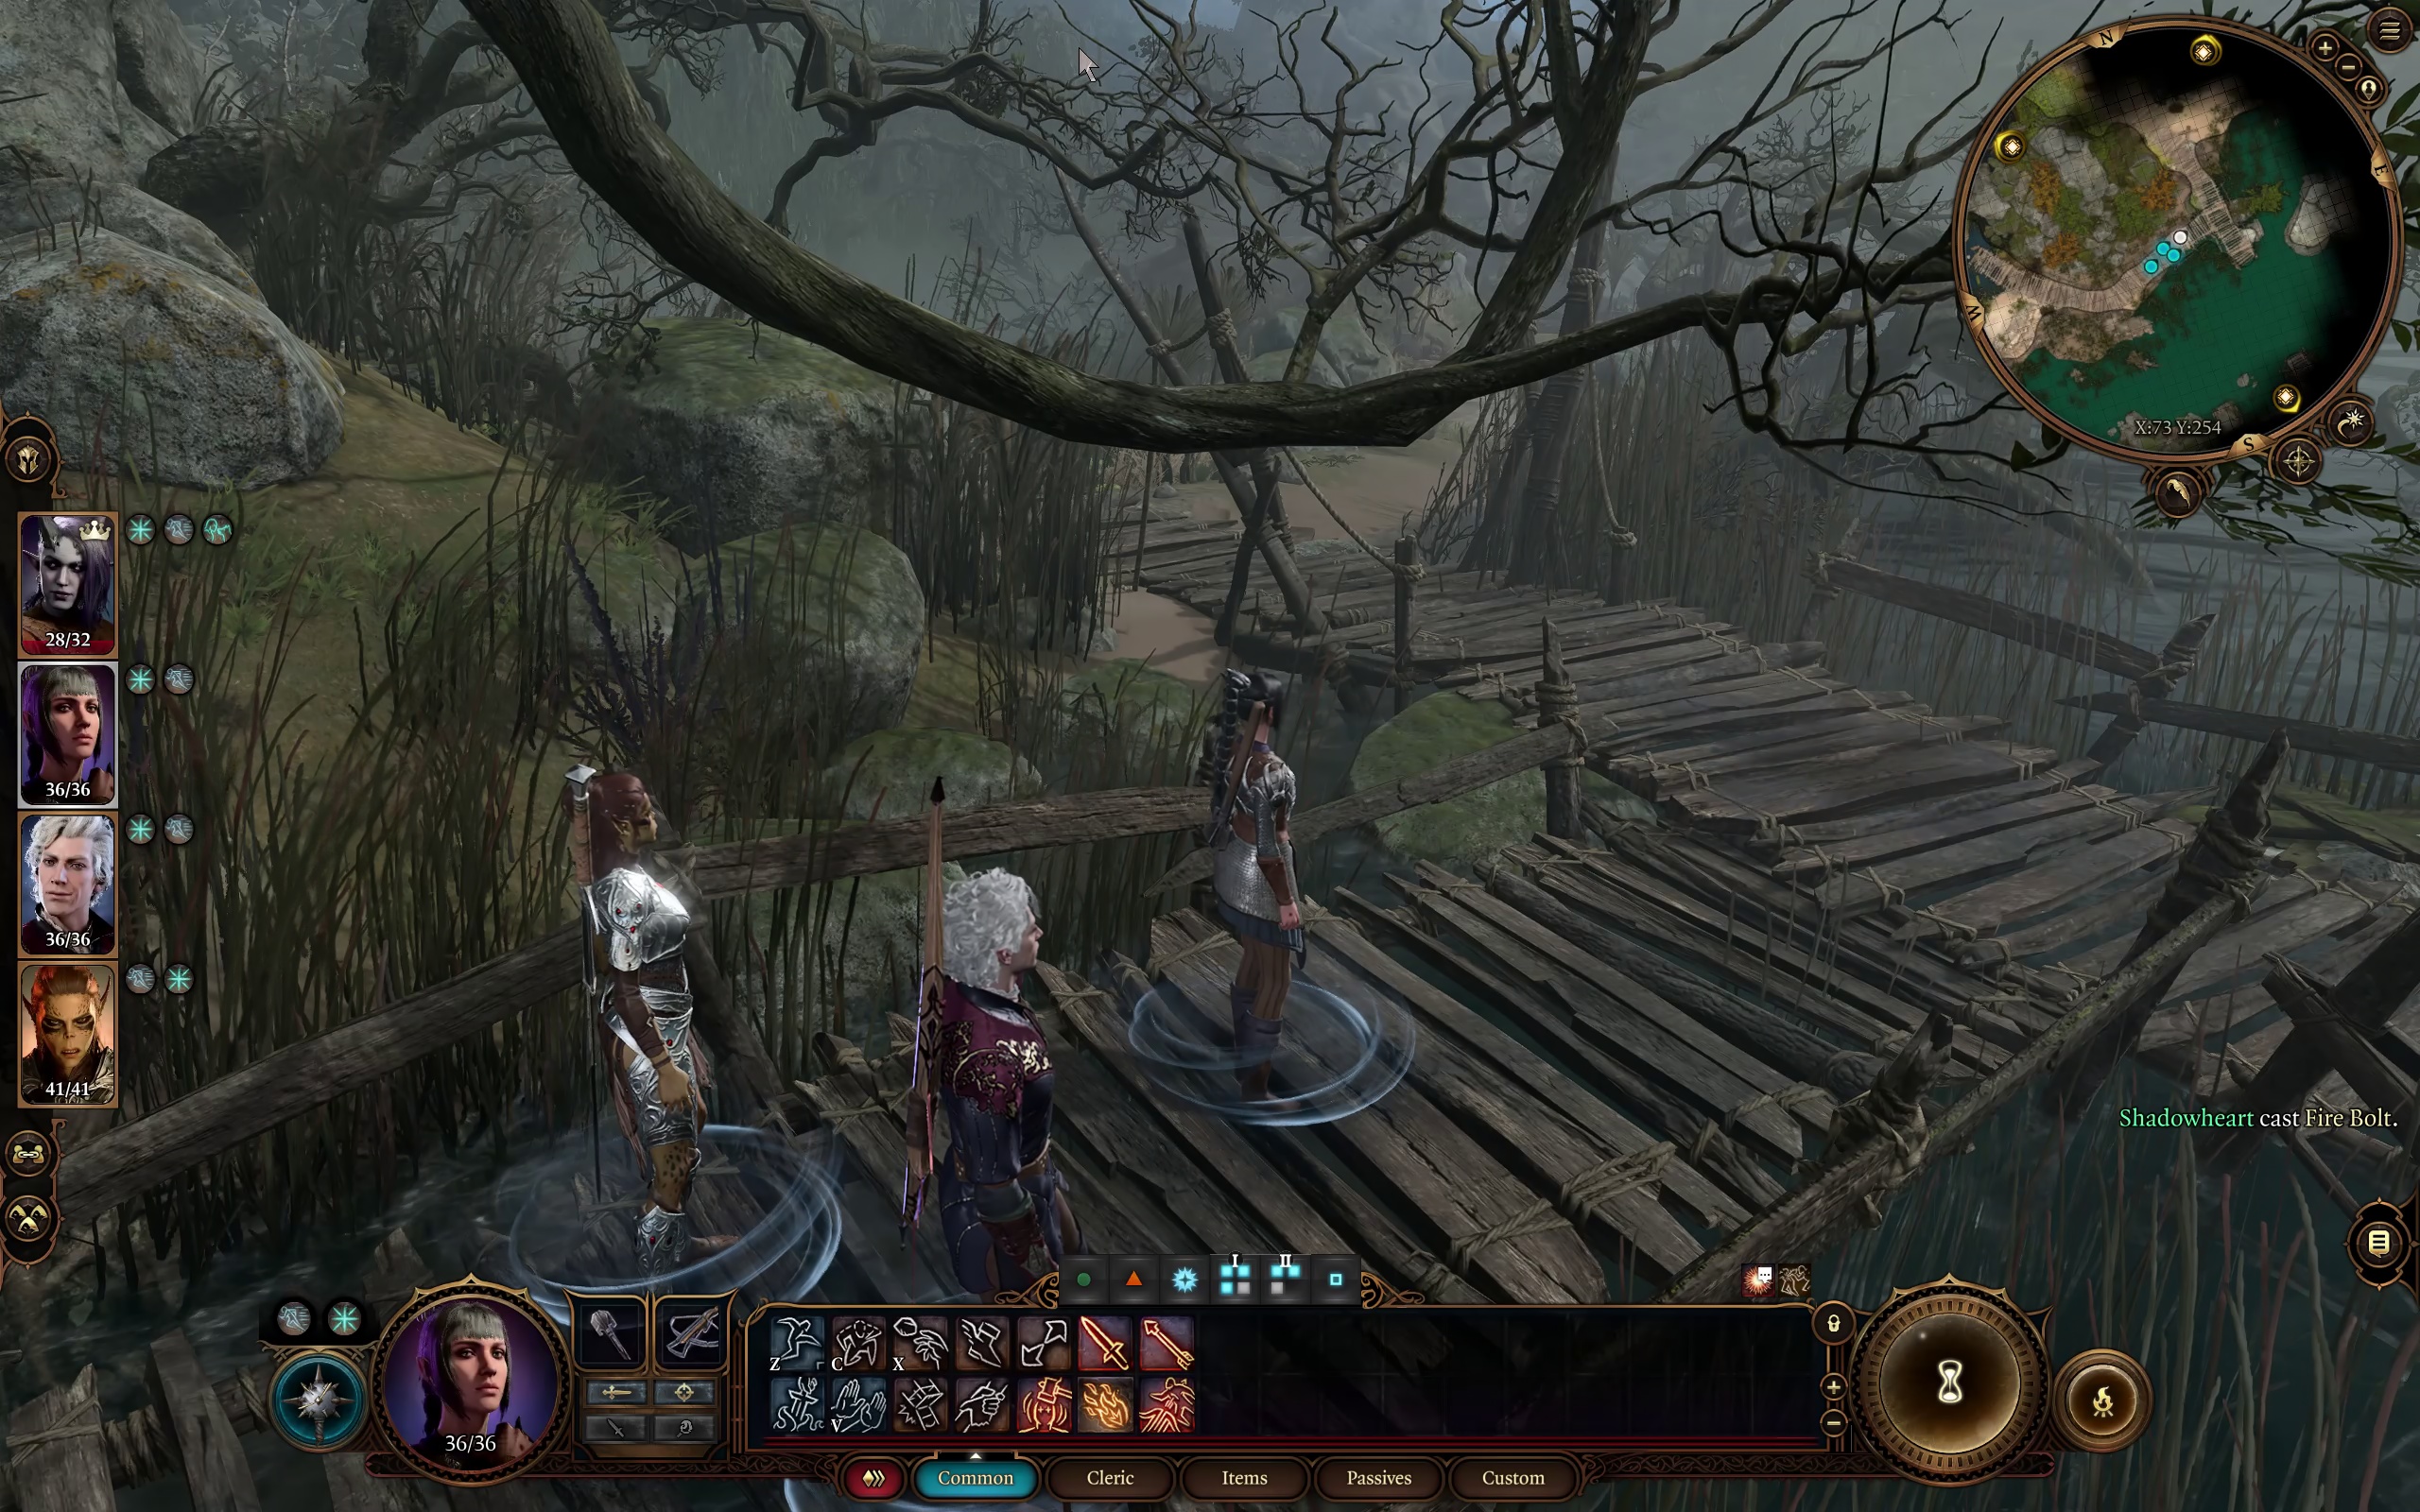 N
E
W
S
X:73 Y:254
28/32
36/36
36/36
41/41
Shadowheart cast Fire Bolt.
I
II
Z
C
X
V
36/36
Common
Cleric
Items
Passives
Custom